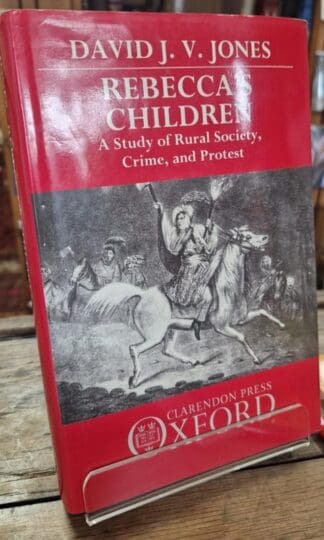 DAVID J. V. JONES
REBECCA'S
CHILDREN
A Study of Rural Society,
Crime, and Protest
CLARENDON PRESS
OXFORD